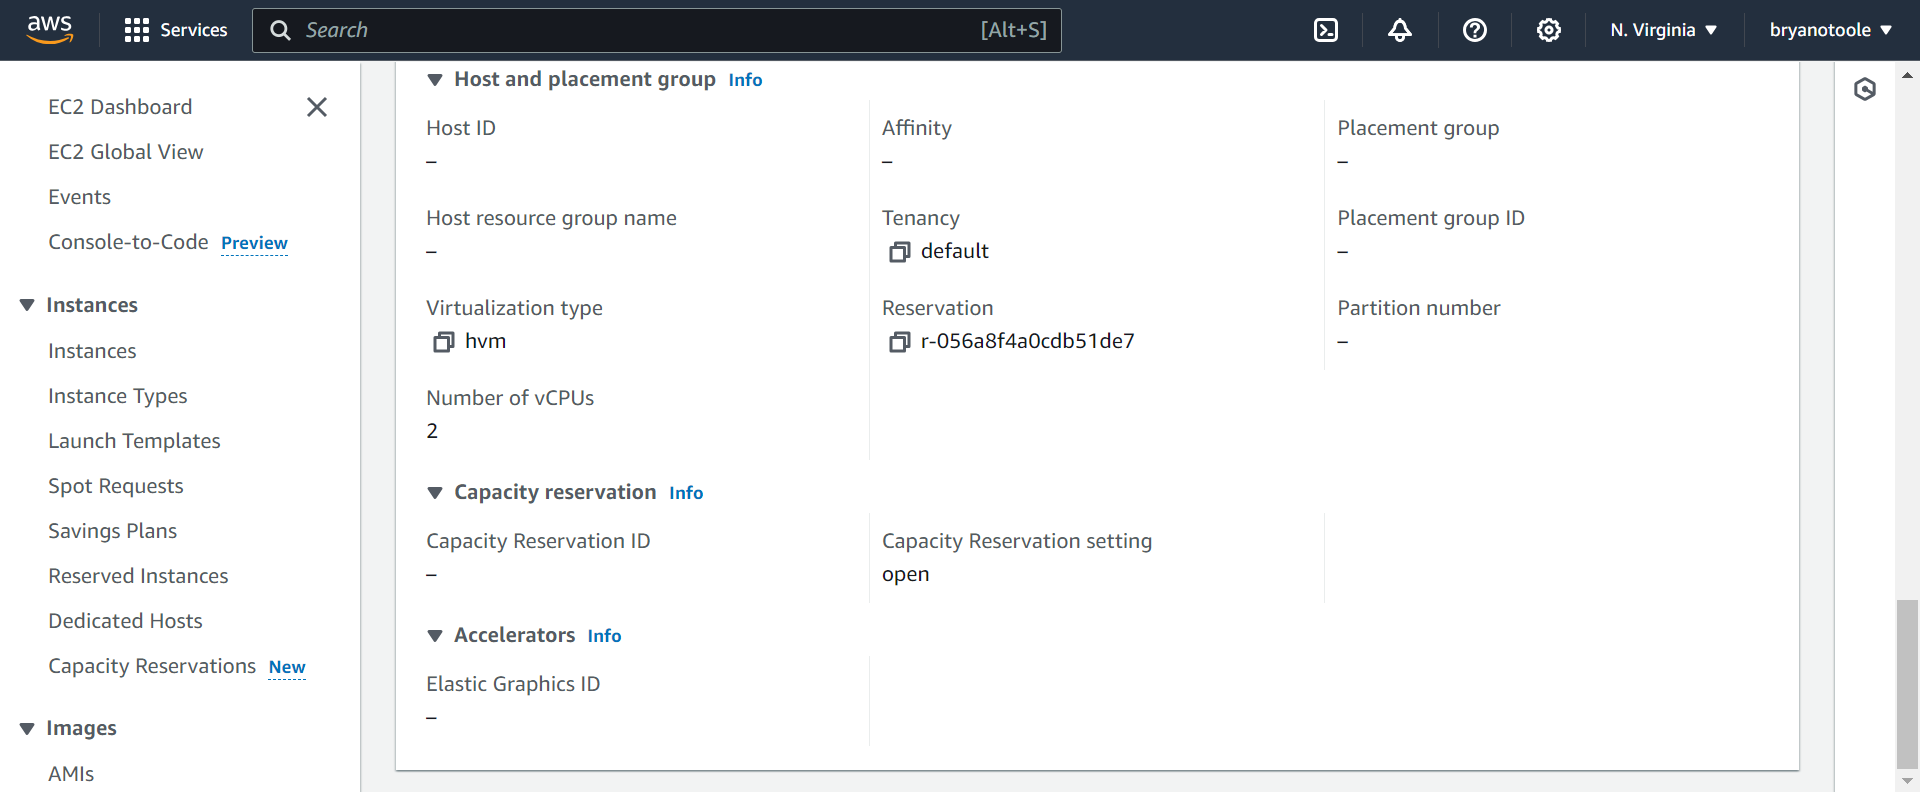 aws
Services
Search [Alt+S]
N. Virginia
bryanotoole
EC2 Dashboard
EC2 Global View
Events
Console-to-Code Preview
Instances
Instances
Instance Types
Launch Templates
Spot Requests
Savings Plans
Reserved Instances
Dedicated Hosts
Capacity Reservations New
Images
AMIs
Host and placement group Info
Host ID
–
Affinity
–
Placement group
–
Host resource group name
–
Tenancy
default
Placement group ID
–
Virtualization type
hvm
Reservation
r-056a8f4a0cdb51de7
Partition number
–
Number of vCPUs
2
Capacity reservation Info
Capacity Reservation ID
–
Capacity Reservation setting
open
Accelerators Info
Elastic Graphics ID
–